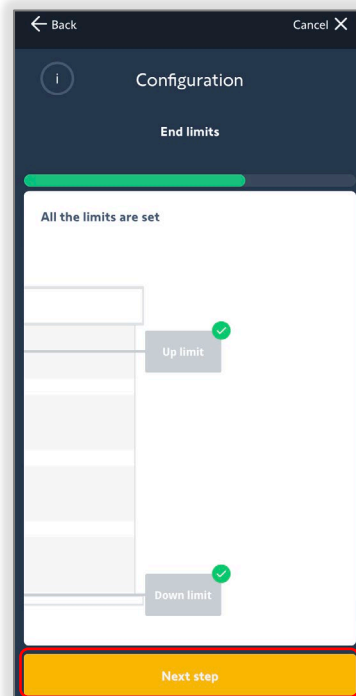 Back
Cancel
i
Configuration
End limits
All the limits are set
Up limit
Down limit
Next step